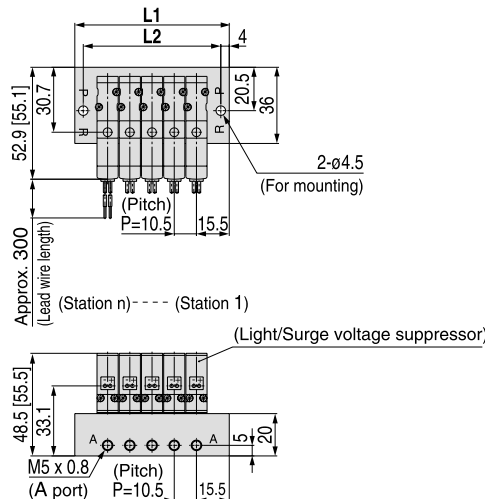 L1
L2
4
52.9 [55.1]
30.7
P
R
P
R
20.5
36
2-ø4.5
(For mounting)
(Pitch)
P=10.5
15.5
Approx. 300
(Lead wire length)
(Station n) ---- (Station 1)
(Light/Surge voltage suppressor)
48.5 [55.5]
33.1
A
A
5
20
M5 x 0.8
(A port)
(Pitch)
P=10.5
15.5